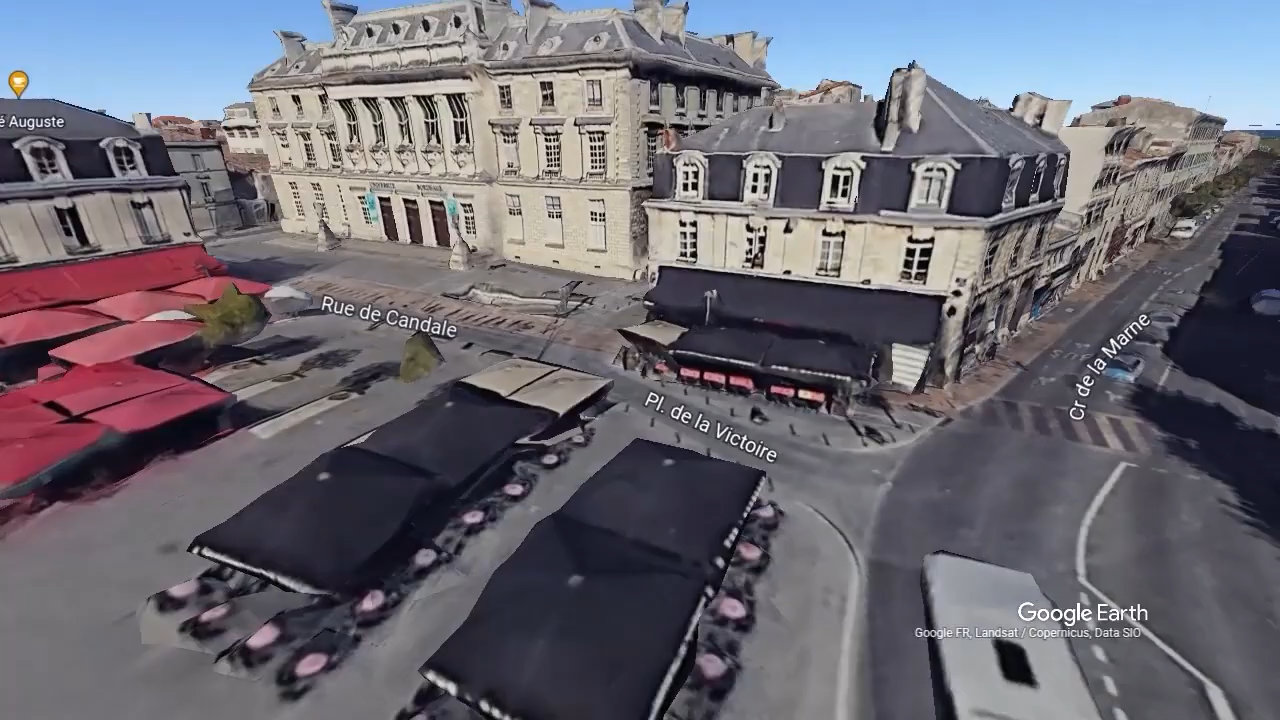 é Auguste
Rue de Candale
Pl. de la Victoire
Cr de la Marne
Google Earth
Google FR, Landsat / Copernicus, Data SIO